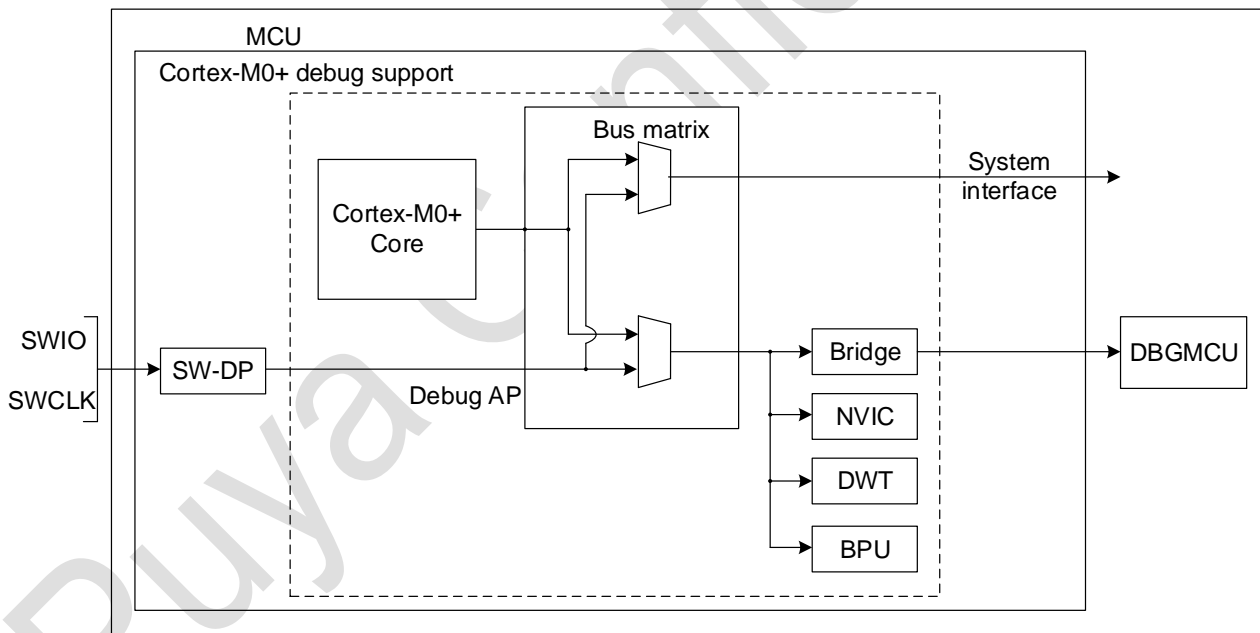 MCU
Cortex-M0+ debug support
Bus matrix
System
interface
Cortex-M0+
Core
SWIO
SWCLK
SW-DP
Debug AP
Bridge
DBGMCU
NVIC
DWT
BPU
Puya